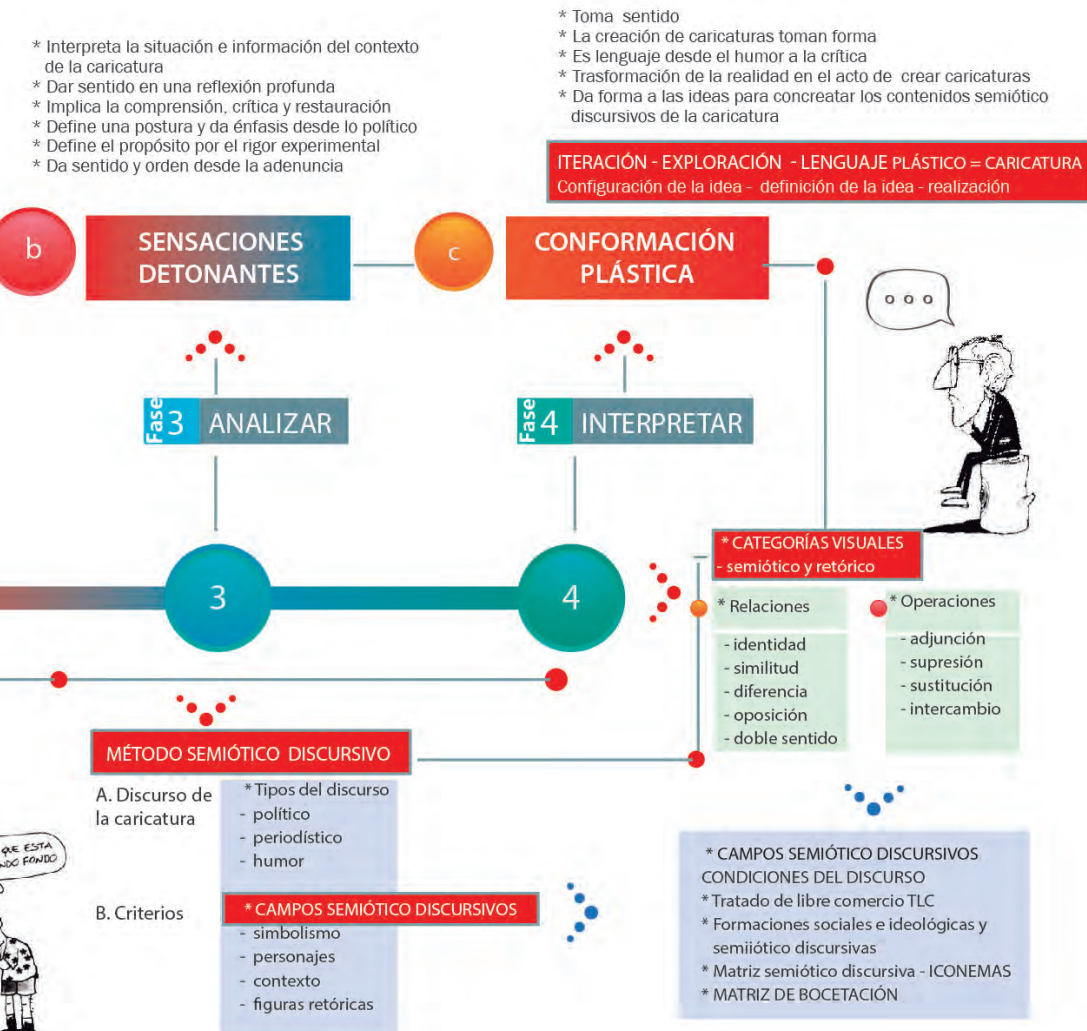 * Interpreta la situación e información del contexto
de la caricatura
* Dar sentido en una reflexión profunda
* Implica la comprensión, crítica y restauración
* Define una postura y da énfasis desde lo político
* Define el propósito por el rigor experimental
* Da sentido y orden desde la adenuncia
* Toma sentido
* La creación de caricaturas toman forma
* Es lenguaje desde el humor a la crítica
* Trasformación de la realidad en el acto de crear caricaturas
* Da forma a las ideas para concreatar los contenidos semiótico
discursivos de la caricatura
ITERACIÓN - EXPLORACIÓN - LENGUAJE PLÁSTICO = CARICATURA
Configuración de la idea - definición de la idea - realización
b
SENSACIONES
DETONANTES
c
CONFORMACIÓN
PLÁSTICA
Fase 3 ANALIZAR
Fase 4 INTERPRETAR
3
4
* CATEGORÍAS VISUALES
- semiótico y retórico
* Relaciones
- identidad
- similitud
- diferencia
- oposición
- doble sentido
* Operaciones
- adjunción
- supresión
- sustitución
- intercambio
MÉTODO SEMIÓTICO DISCURSIVO
A. Discurso de
la caricatura
* Tipos del discurso
- político
- periodístico
- humor
B. Criterios
* CAMPOS SEMIÓTICO DISCURSIVOS
- simbolismo
- personajes
- contexto
- figuras retóricas
* CAMPOS SEMIÓTICO DISCURSIVOS
CONDICIONES DEL DISCURSO
* Tratado de libre comercio TLC
* Formaciones sociales e ideológicas y
semiiótico discursivas
* Matriz semiótico discursiva - ICONEMAS
* MATRIZ DE BOCETACIÓN
QUE ESTA
NDO FONDO